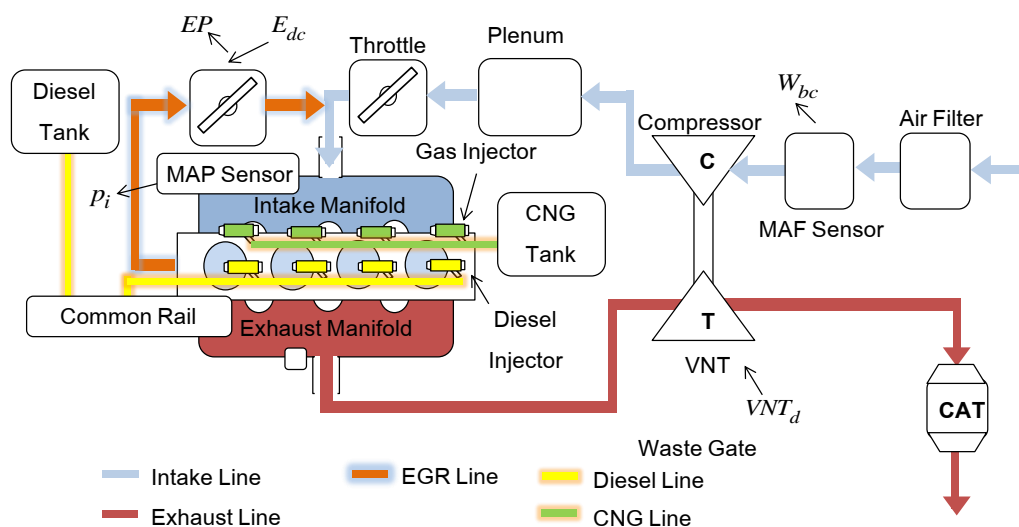 EP
E_dc
Throttle
Plenum
Diesel
Tank
W_bc
Compressor
Air Filter
Gas Injector
C
MAP Sensor
p_i
Intake Manifold
CNG
Tank
MAF Sensor
Common Rail
Exhaust Manifold
Diesel
Injector
T
VNT
VNT_d
CAT
Waste Gate
Intake Line
EGR Line
Diesel Line
Exhaust Line
CNG Line